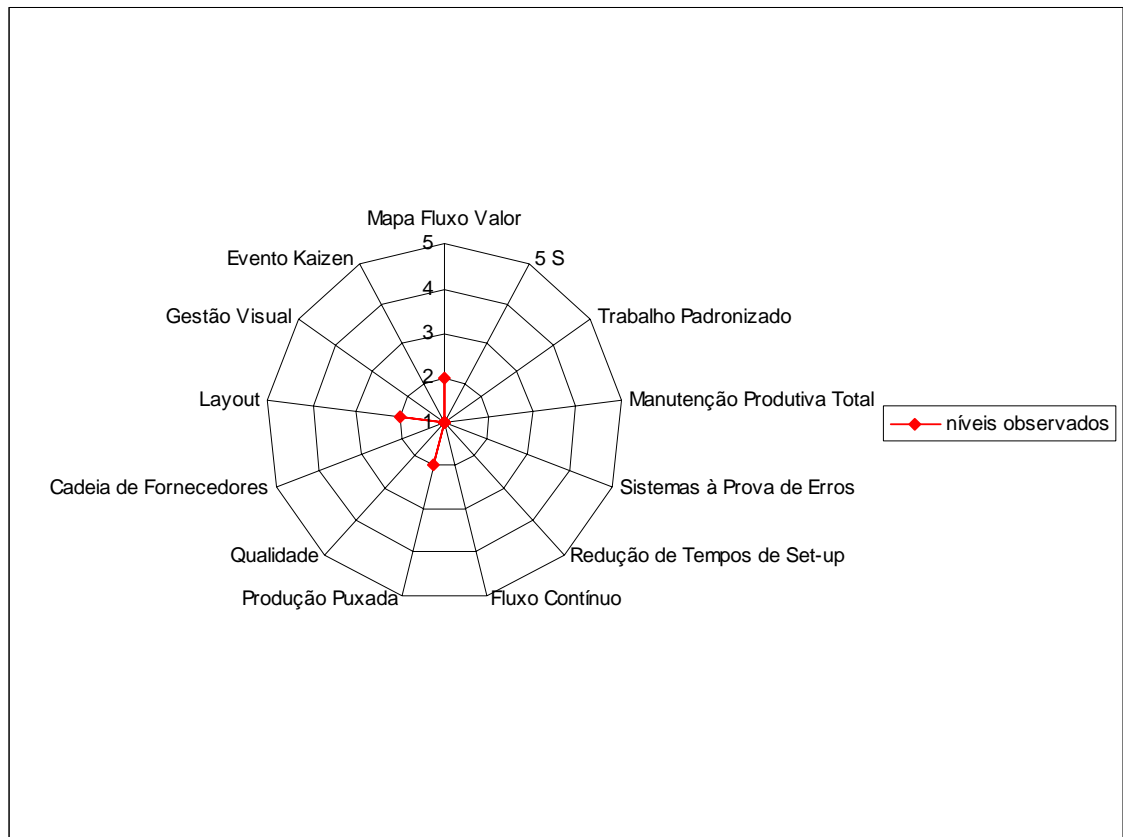 Mapa Fluxo Valor
5
5 S
Evento Kaizen
4
Gestão Visual
Trabalho Padronizado
3
2
Layout
Manutenção Produtiva Total
1
níveis observados
Cadeia de Fornecedores
Sistemas à Prova de Erros
Qualidade
Redução de Tempos de Set-up
Produção Puxada
Fluxo Contínuo